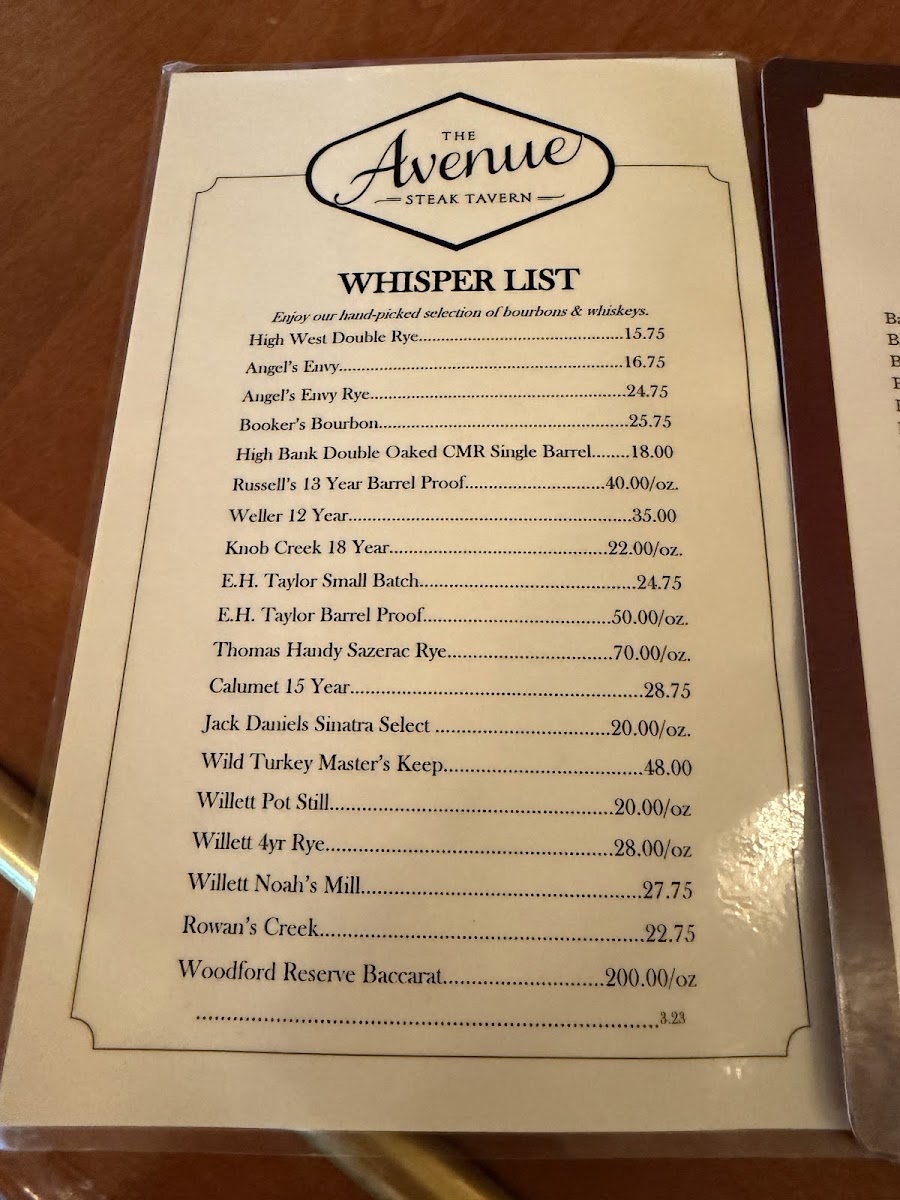 THE
Avenue
STEAK TAVERN
WHISPER LIST
Enjoy our hand-picked selection of bourbons & whiskeys.
High West Double Rye..........................................15.75
Angel's Envy..........................................................16.75
Angel's Envy Rye...................................................24.75
Booker's Bourbon..................................................25.75
High Bank Double Oaked CMR Single Barrel........18.00
Russell's 13 Year Barrel Proof...........................40.00/oz.
Weller 12 Year.......................................................35.00
Knob Creek 18 Year..........................................22.00/oz.
E.H. Taylor Small Batch..........................................24.75
E.H. Taylor Barrel Proof....................................50.00/oz.
Thomas Handy Sazerac Rye................................70.00/oz.
Calumet 15 Year.....................................................28.75
Jack Daniels Sinatra Select .................................20.00/oz.
Wild Turkey Master's Keep.....................................48.00
Willett Pot Still....................................................20.00/oz
Willett 4yr Rye.....................................................28.00/oz
Willett Noah's Mill..................................................27.75
Rowan's Creek.........................................................22.75
Woodford Reserve Baccarat.............................200.00/oz
................................................................................3.23